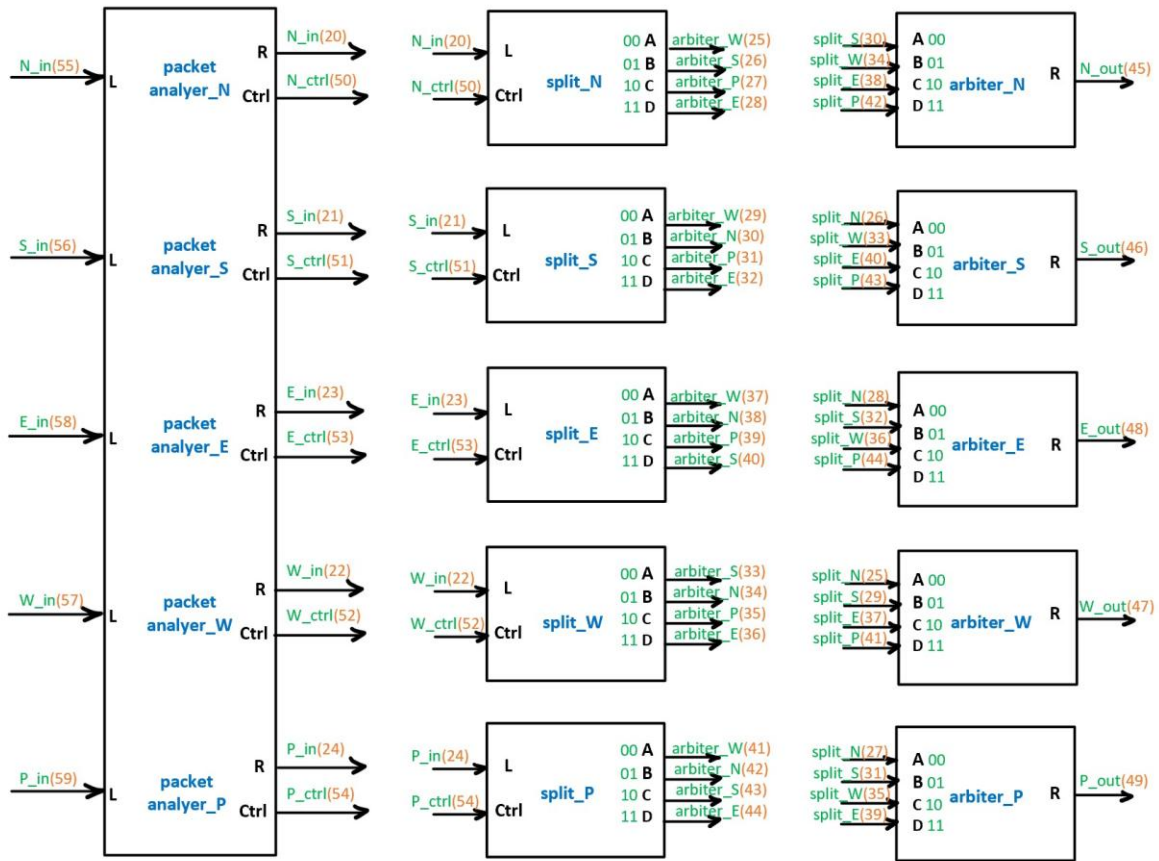 N_in(55)
L
packet
analyer_N
R
N_in(20)
Ctrl
N_ctrl(50)
S_in(56)
L
packet
analyer_S
R
S_in(21)
Ctrl
S_ctrl(51)
E_in(58)
L
packet
analyer_E
R
E_in(23)
Ctrl
E_ctrl(53)
W_in(57)
L
packet
analyer_W
R
W_in(22)
Ctrl
W_ctrl(52)
P_in(59)
L
packet
analyer_P
R
P_in(24)
Ctrl
P_ctrl(54)
N_in(20)
L
N_ctrl(50)
Ctrl
split_N
00 A arbiter_W(25)
01 B arbiter_S(26)
10 C arbiter_P(27)
11 D arbiter_E(28)
S_in(21)
L
S_ctrl(51)
Ctrl
split_S
00 A arbiter_W(29)
01 B arbiter_N(30)
10 C arbiter_P(31)
11 D arbiter_E(32)
E_in(23)
L
E_ctrl(53)
Ctrl
split_E
00 A arbiter_W(37)
01 B arbiter_N(38)
10 C arbiter_P(39)
11 D arbiter_S(40)
W_in(22)
L
W_ctrl(52)
Ctrl
split_W
00 A arbiter_S(33)
01 B arbiter_N(34)
10 C arbiter_P(35)
11 D arbiter_E(36)
P_in(24)
L
P_ctrl(54)
Ctrl
split_P
00 A arbiter_W(41)
01 B arbiter_N(42)
10 C arbiter_S(43)
11 D arbiter_E(44)
split_S(30) A 00
split_W(34) B 01
split_E(38) C 10
split_P(42) D 11
arbiter_N
R
N_out(45)
split_N(26) A 00
split_W(33) B 01
split_E(40) C 10
split_P(43) D 11
arbiter_S
R
S_out(46)
split_N(28) A 00
split_S(32) B 01
split_W(36) C 10
split_P(44) D 11
arbiter_E
R
E_out(48)
split_N(25) A 00
split_S(29) B 01
split_E(37) C 10
split_P(41) D 11
arbiter_W
R
W_out(47)
split_N(27) A 00
split_S(31) B 01
split_W(35) C 10
split_E(39) D 11
arbiter_P
R
P_out(49)